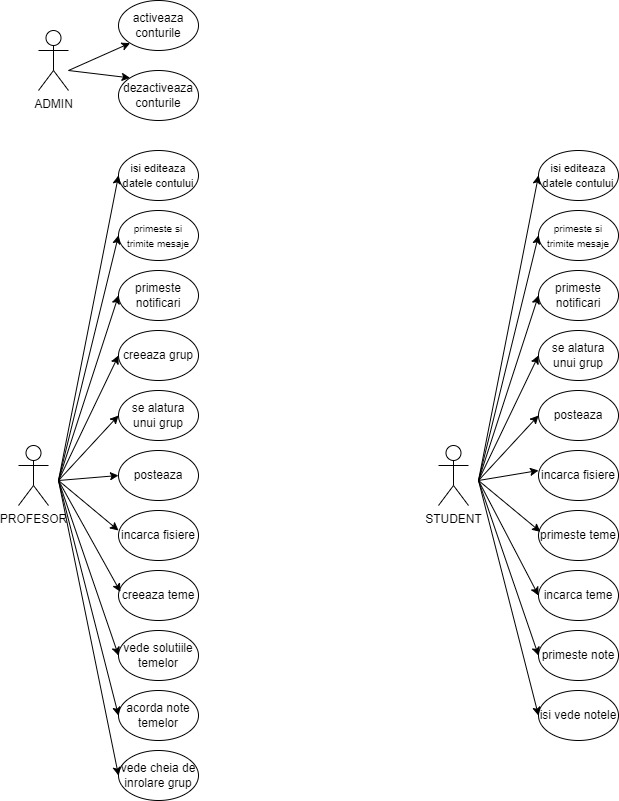 activeaza
conturile
dezactiveaza
conturile
ADMIN
isi editeaza
datele contului
primeste si
trimite mesaje
primeste
notificari
creeaza grup
se alatura
unui grup
posteaza
incarca fisiere
creeaza teme
vede solutiile
temelor
acorda note
temelor
vede cheia de
inrolare grup
PROFESOR
isi editeaza
datele contului
primeste si
trimite mesaje
primeste
notificari
se alatura
unui grup
posteaza
incarca fisiere
primeste teme
incarca teme
primeste note
isi vede notele
STUDENT